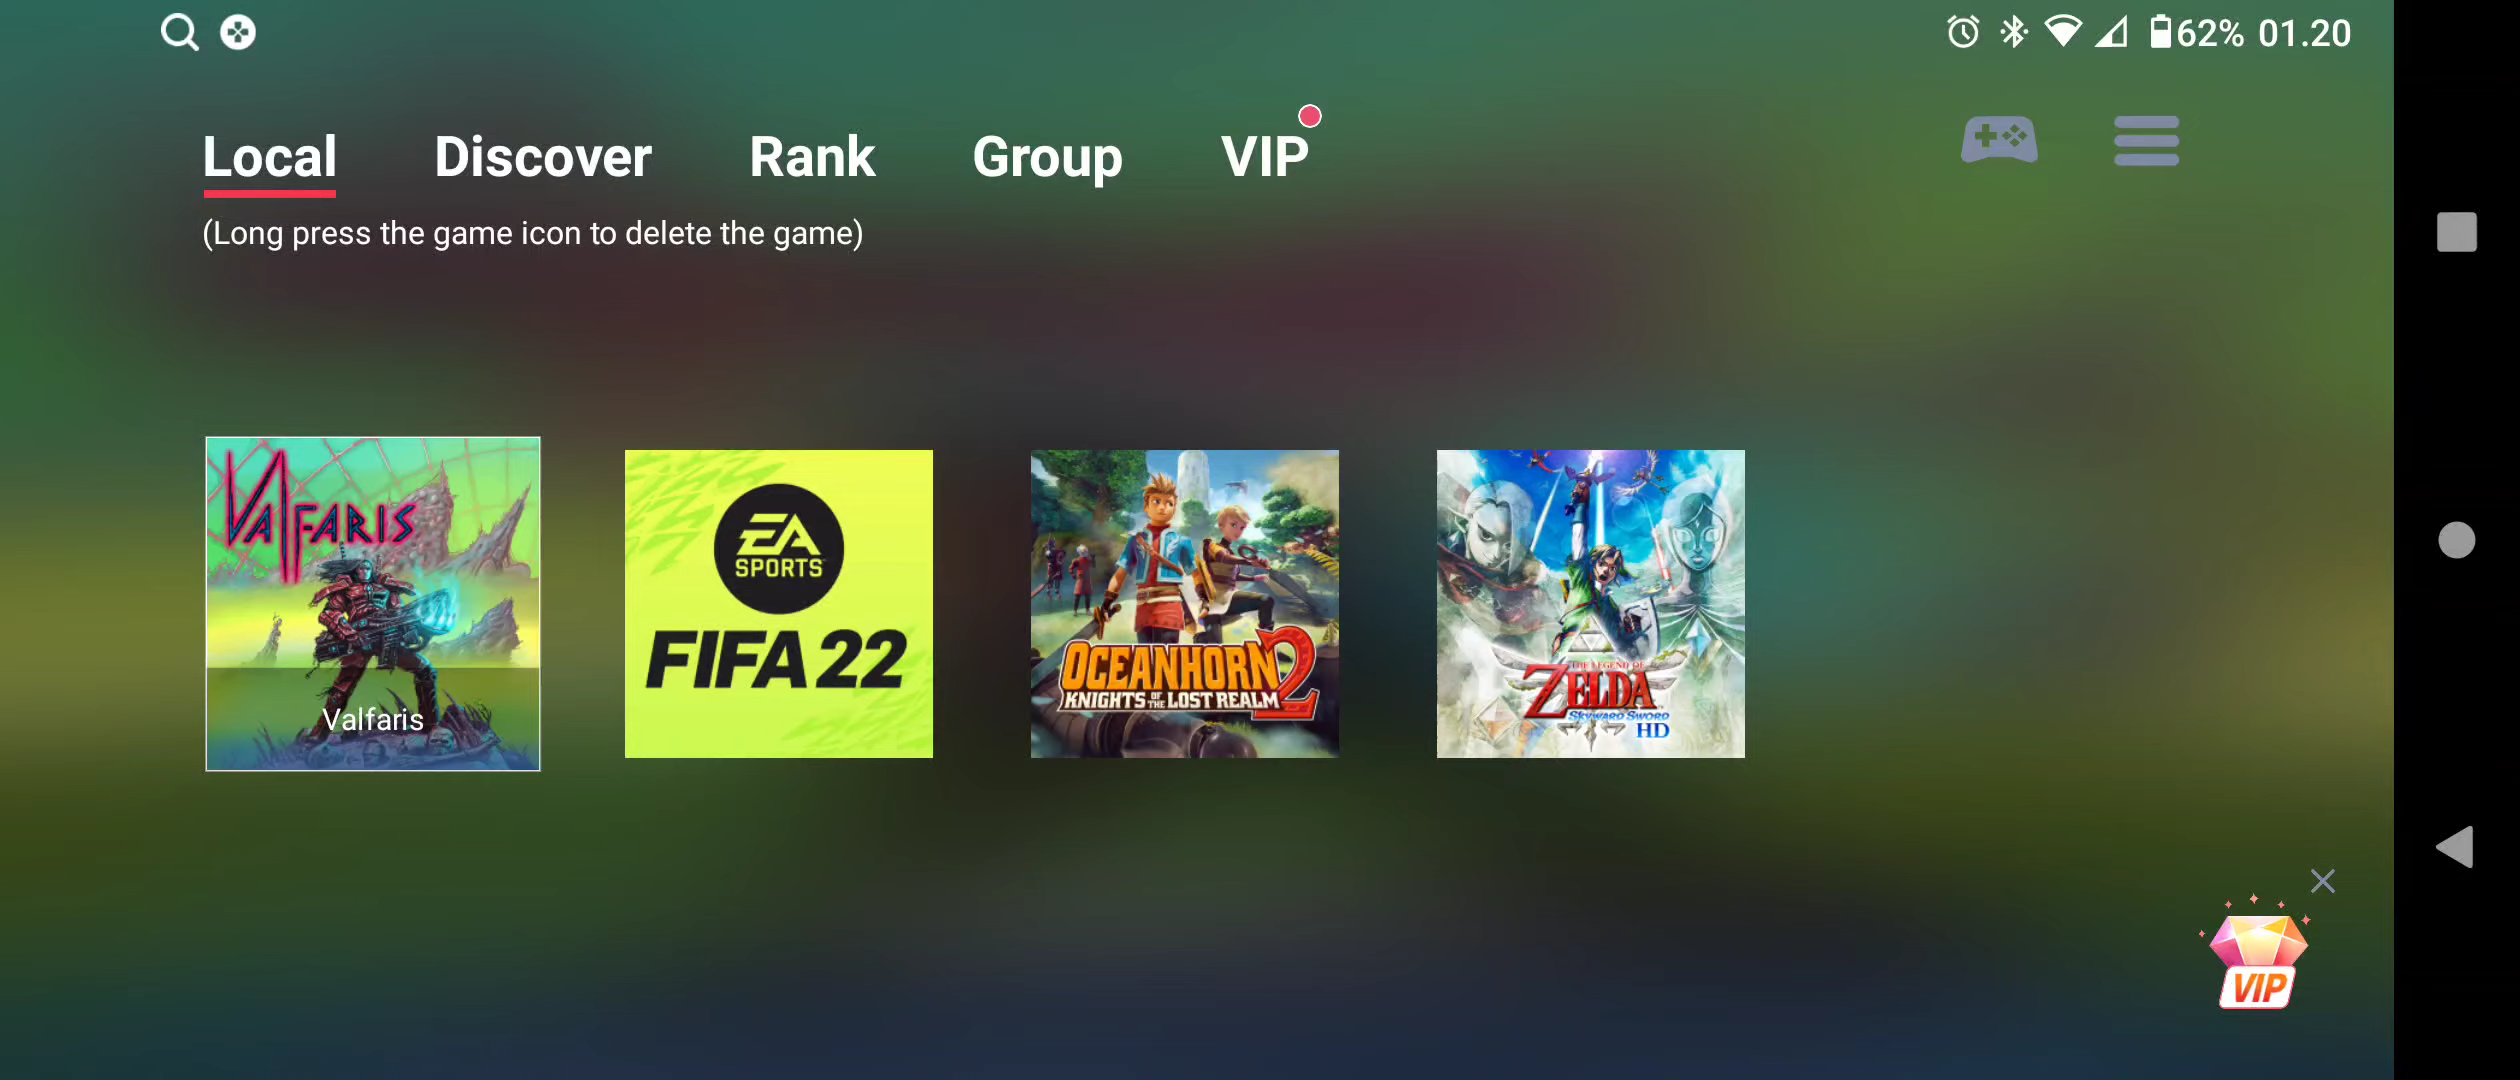 62% 01.20
Local Discover Rank Group VIP
(Long press the game icon to delete the game)
VALFARIS
Valfaris
EA
SPORTS
FIFA 22
OCEANHORN 2
KNIGHTS OF THE LOST REALM
THE LEGEND OF
ZELDA
SKYWARD SWORD
HD
VIP